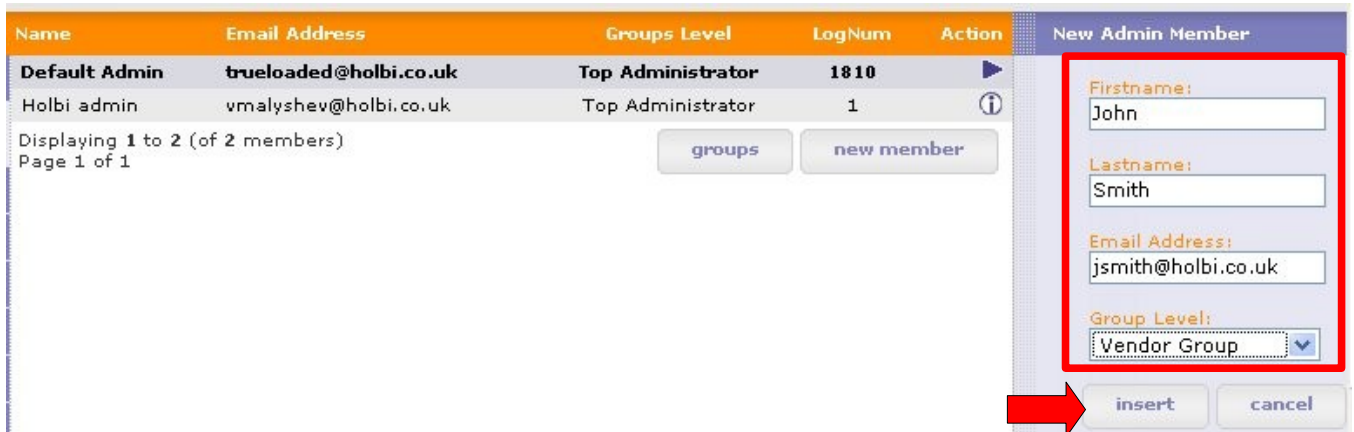 Name Email Address Groups Level LogNum Action
Default Admin trueloaded@holbi.co.uk Top Administrator 1810
Holbi admin vmalyshev@holbi.co.uk Top Administrator 1
Displaying 1 to 2 (of 2 members)
Page 1 of 1
groups new member
New Admin Member
Firstname:
John
Lastname:
Smith
Email Address:
jsmith@holbi.co.uk
Group Level:
Vendor Group
insert cancel